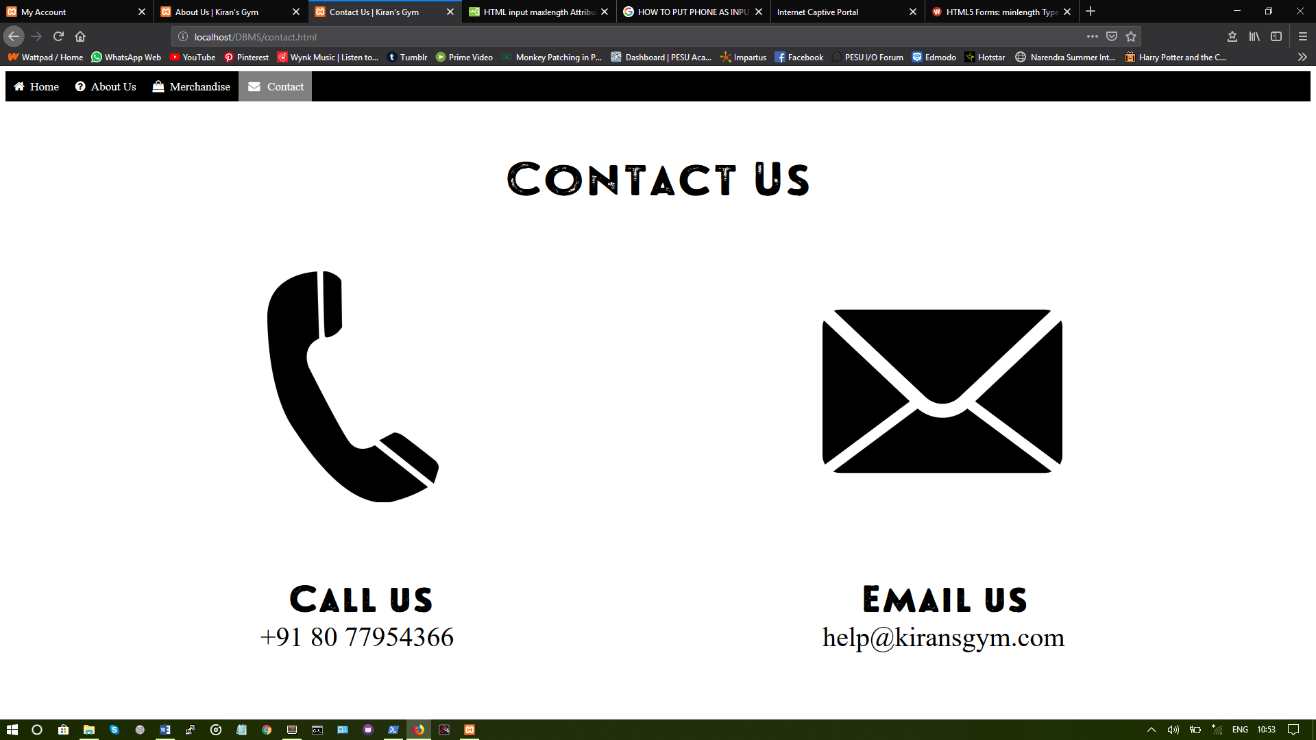 My Account
About Us | Kiran's Gym
Contact Us | Kiran's Gym
HTML input maxlength Attribu
HOW TO PUT PHONE AS INPU
Internet Captive Portal
HTML5 Forms: minlength Type
localhost/DBMS/contact.html
Wattpad / Home
WhatsApp Web
YouTube
Pinterest
Wynk Music | Listen to...
Tumblr
Prime Video
Monkey Patching in P...
Dashboard | PESU Aca...
Impartus
Facebook
PESU I/O Forum
Edmodo
Hotstar
Narendra Summer Int...
Harry Potter and the C...
Home
About Us
Merchandise
Contact
Contact Us
Call us
+91 80 77954366
Email us
help@kiransgym.com
ENG
10:53